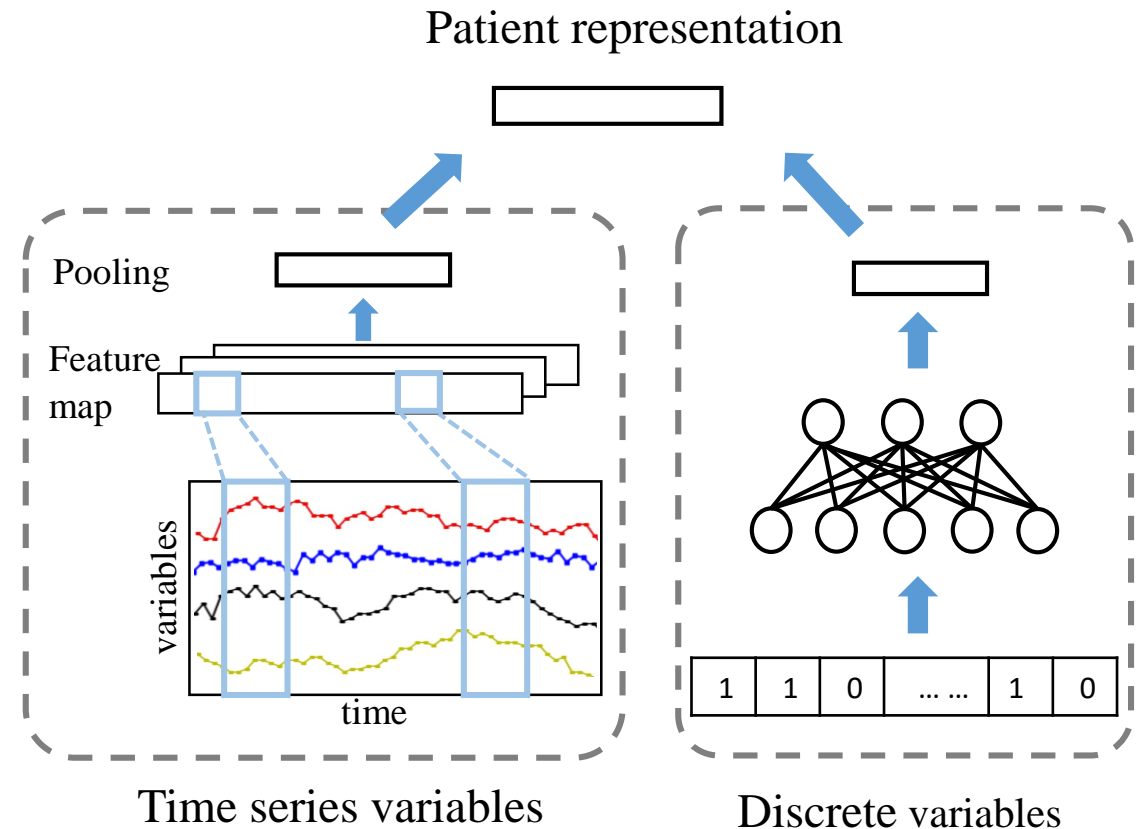 Patient representation
Pooling
Feature
map
variables
time
Time series variables
1 1 0 ... ... 1 0
Discrete variables